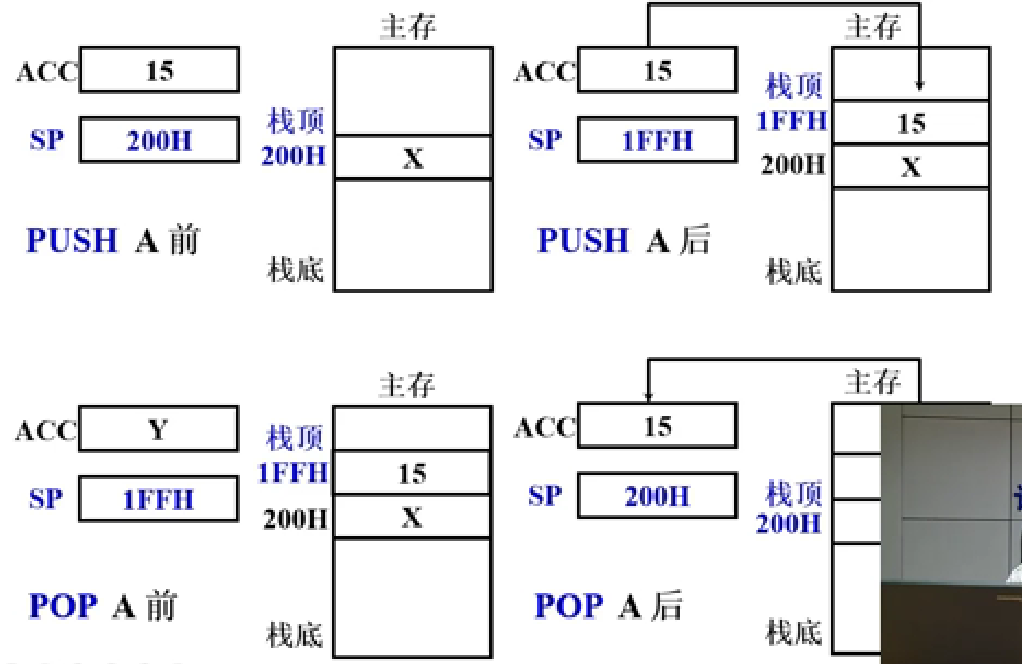 主存
ACC 15
SP 200H
栈顶
200H X
PUSH A 前
栈底
主存
ACC 15
栈顶
1FFH 15
SP 1FFH
200H X
PUSH A 后
栈底
主存
ACC Y
栈顶
1FFH 15
SP 1FFH
200H X
POP A 前
栈底
主存
ACC 15
SP 200H
栈顶
200H
POP A 后
栈底